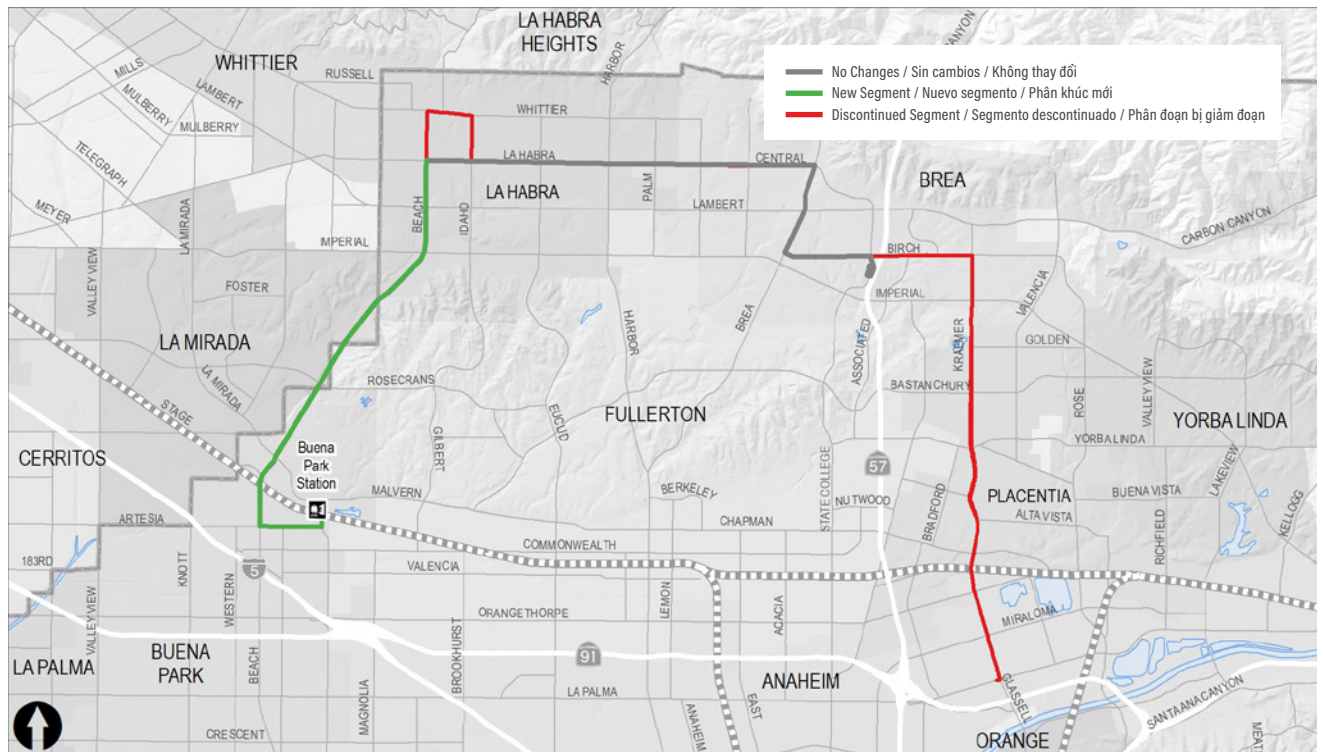 LA HABRA
HEIGHTS
HARBOR
CANYON
WHITTIER
RUSSELL
MILLS
LAMBERT
MULBERRY
MULBERRY
TELEGRAPH
MEYER
WHITTIER
No Changes / Sin cambios / Không thay đổi
New Segment / Nuevo segmento / Phân khúc mới
Discontinued Segment / Segmento descontinuado / Phân đoạn bị giảm đoạn
LA HABRA
CENTRAL
LA HABRA
PALM
LAMBERT
BREA
BEACH
IDAHO
LA MIRADA
IMPERIAL
VALLEY VIEW
FOSTER
BIRCH
CARBON CANYON
IMPERIAL
VALENCIA
LA MIRADA
LA MIRADA
HARBOR
BREA
ASSOCIATED
KRAEMER
GOLDEN
ROSECRANS
BASTANCHURY
STAGE
EUCLID
FULLERTON
ROSE
VALLEY VIEW
YORBA LINDA
GILBERT
YORBA LINDA
CERRITOS
Buena
Park
Station
57
LAKEVIEW
KELLOGG
MALVERN
BERKELEY
STATE COLLEGE
NUTWOOD
BRADFORD
PLACENTIA
BUENA VISTA
ALTA VISTA
ARTESIA
CHAPMAN
COMMONWEALTH
RICHFIELD
183RD
KNOTT
5
VALENCIA
VALLEY VIEW
WESTERN
ORANGETHORPE
LEMON
ACACIA
MIRALOMA
LA PALMA
BUENA
PARK
BEACH
BROOKHURST
91
LA PALMA
ANAHEIM
GLASSELL
SANTA ANA CANYON
MAGNOLIA
ANAHEIM
EAST
CRESCENT
ORANGE